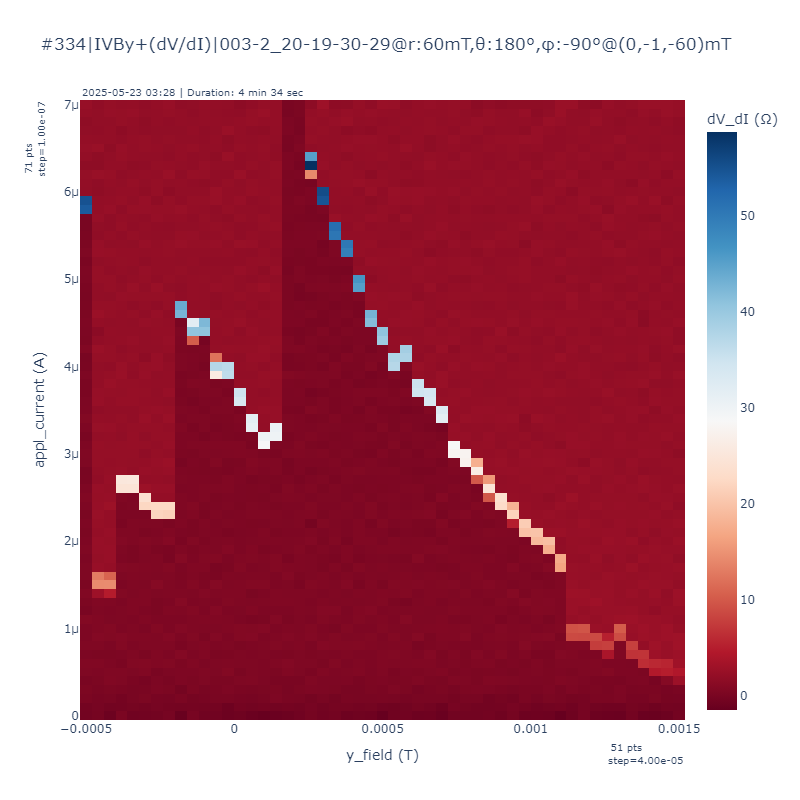 #334|IVBy+(dV/dI)|003-2_20-19-30-29@r:60mT,θ:180°,φ:-90°@(0,-1,-60)mT
2025-05-23 03:28 | Duration: 4 min 34 sec
dV_dI (Ω)
71 pts
step=1.00e-07
appl_current (A)
7μ
6μ
5μ
4μ
3μ
2μ
1μ
0
50
40
30
20
10
0
−0.0005
0
0.0005
0.001
0.0015
y_field (T)
51 pts
step=4.00e-05